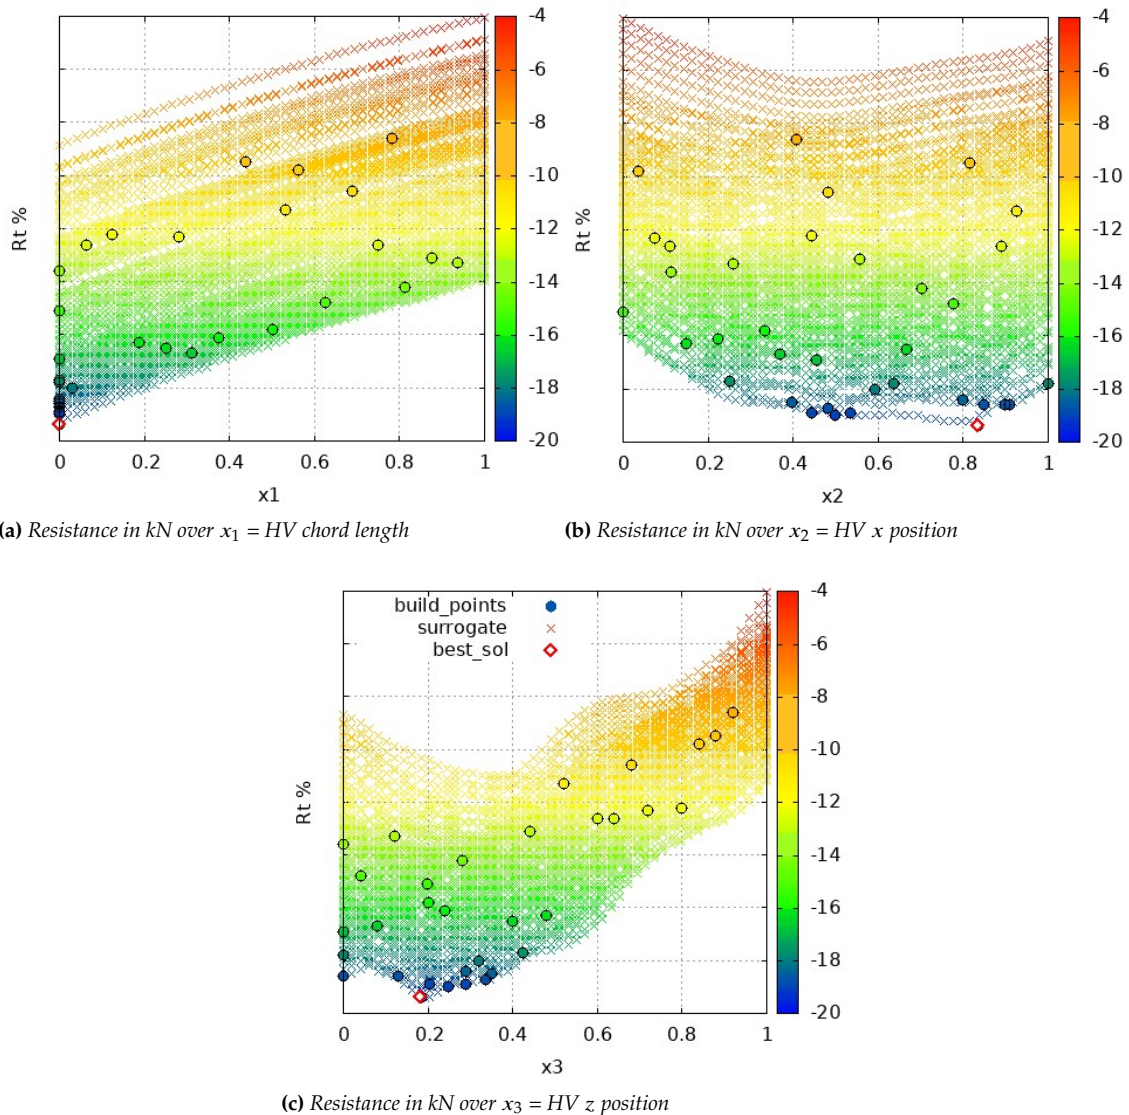 -4
-6
-8
-10
-12
-14
-16
-18
-20
Rt %
0 0.2 0.4 0.6 0.8 1
x1
(a) Resistance in kN over x1 = HV chord length
-4
-6
-8
-10
-12
-14
-16
-18
-20
Rt %
0 0.2 0.4 0.6 0.8 1
x2
(b) Resistance in kN over x2 = HV x position
build_points
surrogate
best_sol
-4
-6
-8
-10
-12
-14
-16
-18
-20
Rt %
0 0.2 0.4 0.6 0.8 1
x3
(c) Resistance in kN over x3 = HV z position